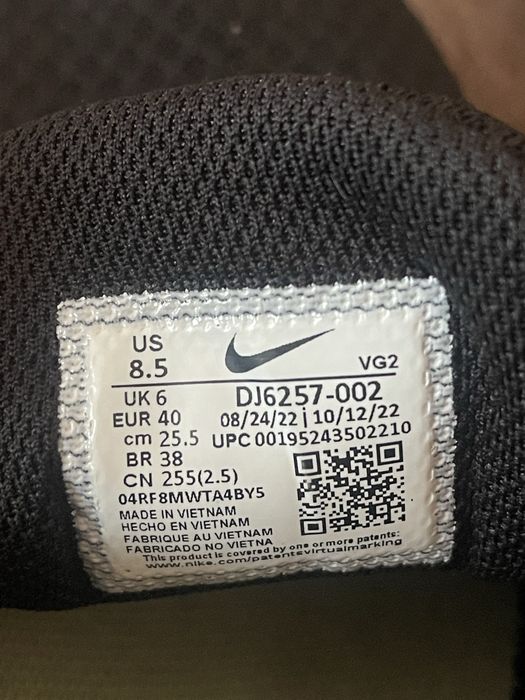 US
8.5
VG2
UK 6
DJ6257-002
EUR 40
08/24/22 | 10/12/22
cm 25.5
UPC 00195243502210
BR 38
CN 255(2.5)
04RF8MWTA4BY5
MADE IN VIETNAM
HECHO EN VIETNAM
FABRIQUE AU VIETNAM
FABRICADO NO VIETNA
This product is covered by one or more patents:
www.nike.com/patentsvirtualmarking